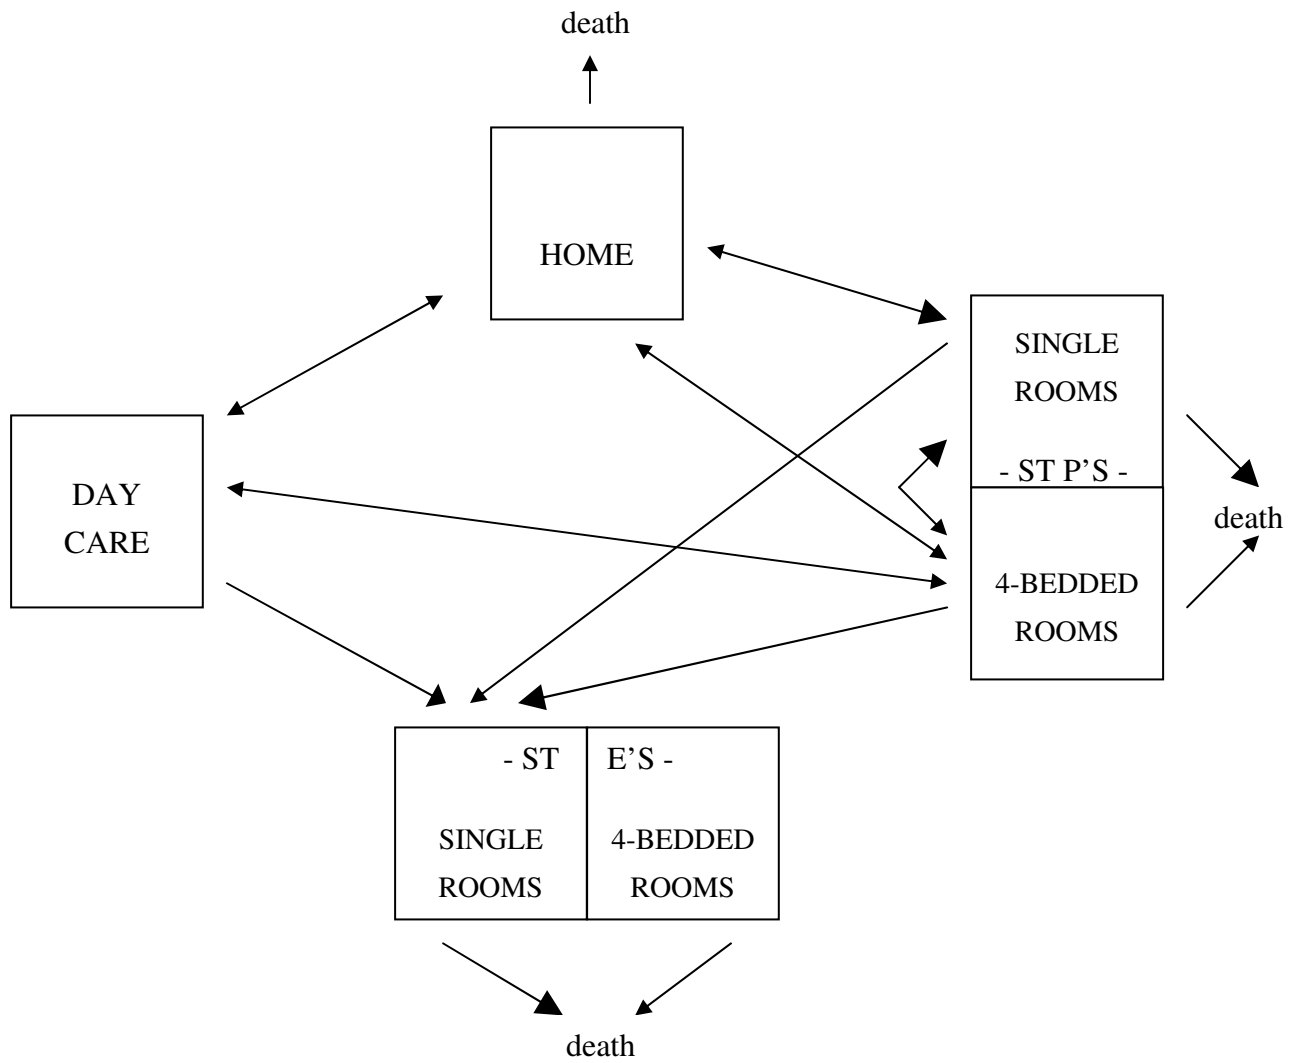 death
HOME
SINGLE
ROOMS
- ST P’S -
4-BEDDED
ROOMS
death
DAY
CARE
- ST E’S -
SINGLE
ROOMS
4-BEDDED
ROOMS
death